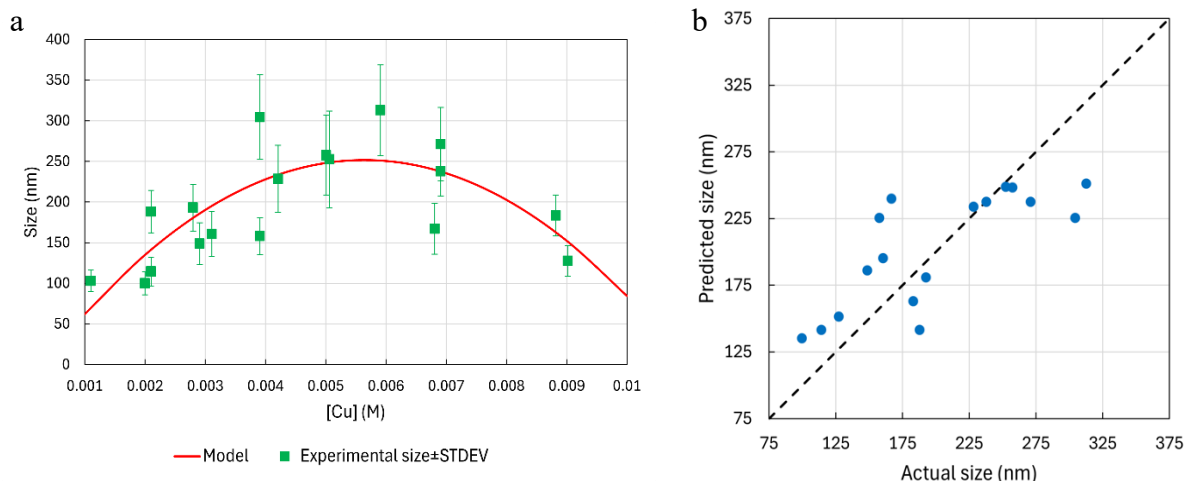 a
Size (nm)
400
350
300
250
200
150
100
50
0
0.001 0.002 0.003 0.004 0.005 0.006 0.007 0.008 0.009 0.01
[Cu] (M)
Model Experimental size±STDEV
b
Predicted size (nm)
375
325
275
225
175
125
75
75 125 175 225 275 325 375
Actual size (nm)